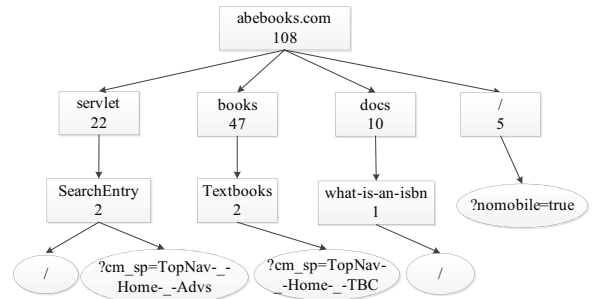 abebooks.com
108
servlet
22
books
47
docs
10
/
5
SearchEntry
2
Textbooks
2
what-is-an-isbn
1
?nomobile=true
/
?cm_sp=TopNav-_-
Home-_-Advs
?cm_sp=TopNav-
_-Home-_-TBC
/